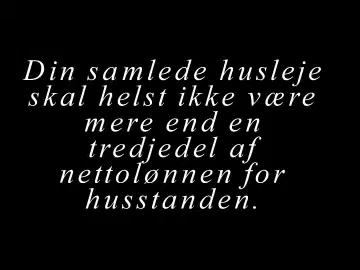 Din samlede husleje
skal helst ikke være
mere end en
tredjedel af
nettolønnen for
husstanden.